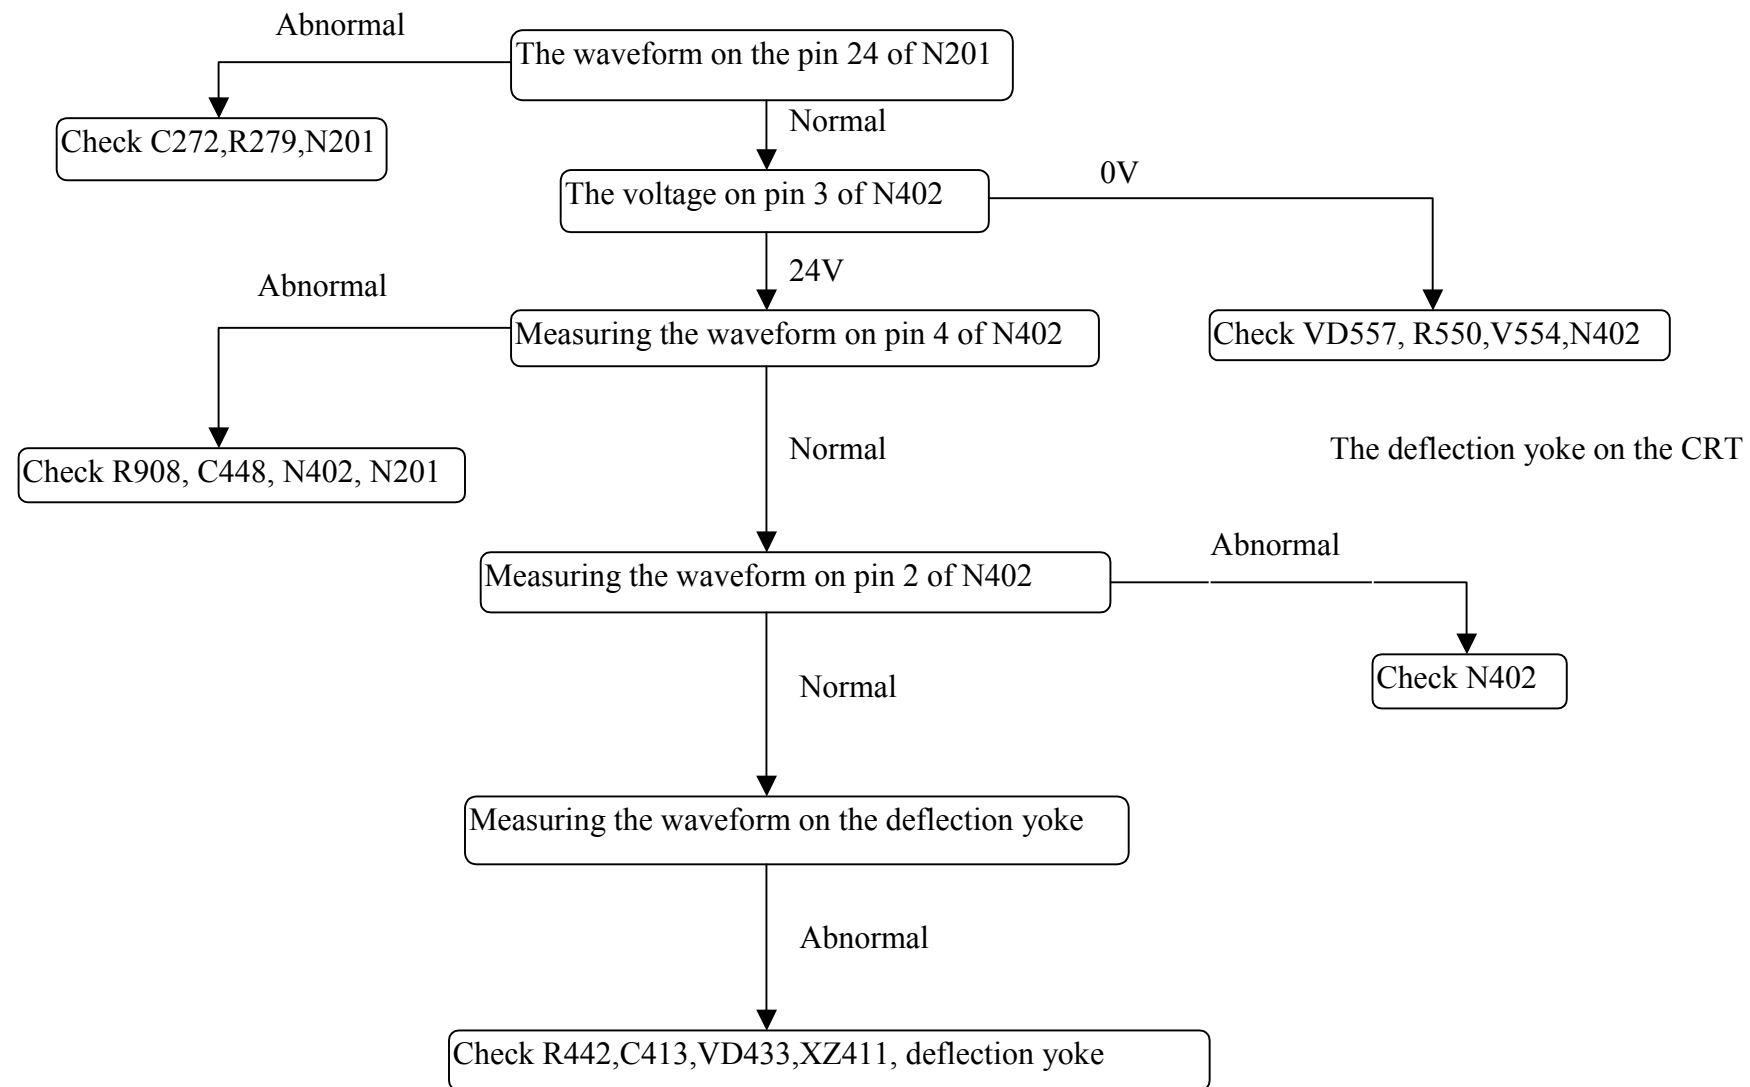 Abnormal
The waveform on the pin 24 of N201
Normal
Check C272,R279,N201
0V
The voltage on pin 3 of N402
24V
Abnormal
Measuring the waveform on pin 4 of N402
Check VD557, R550,V554,N402
Normal
The deflection yoke on the CRT
Check R908, C448, N402, N201
Abnormal
Measuring the waveform on pin 2 of N402
Check N402
Normal
Measuring the waveform on the deflection yoke
Abnormal
Check R442,C413,VD433,XZ411, deflection yoke